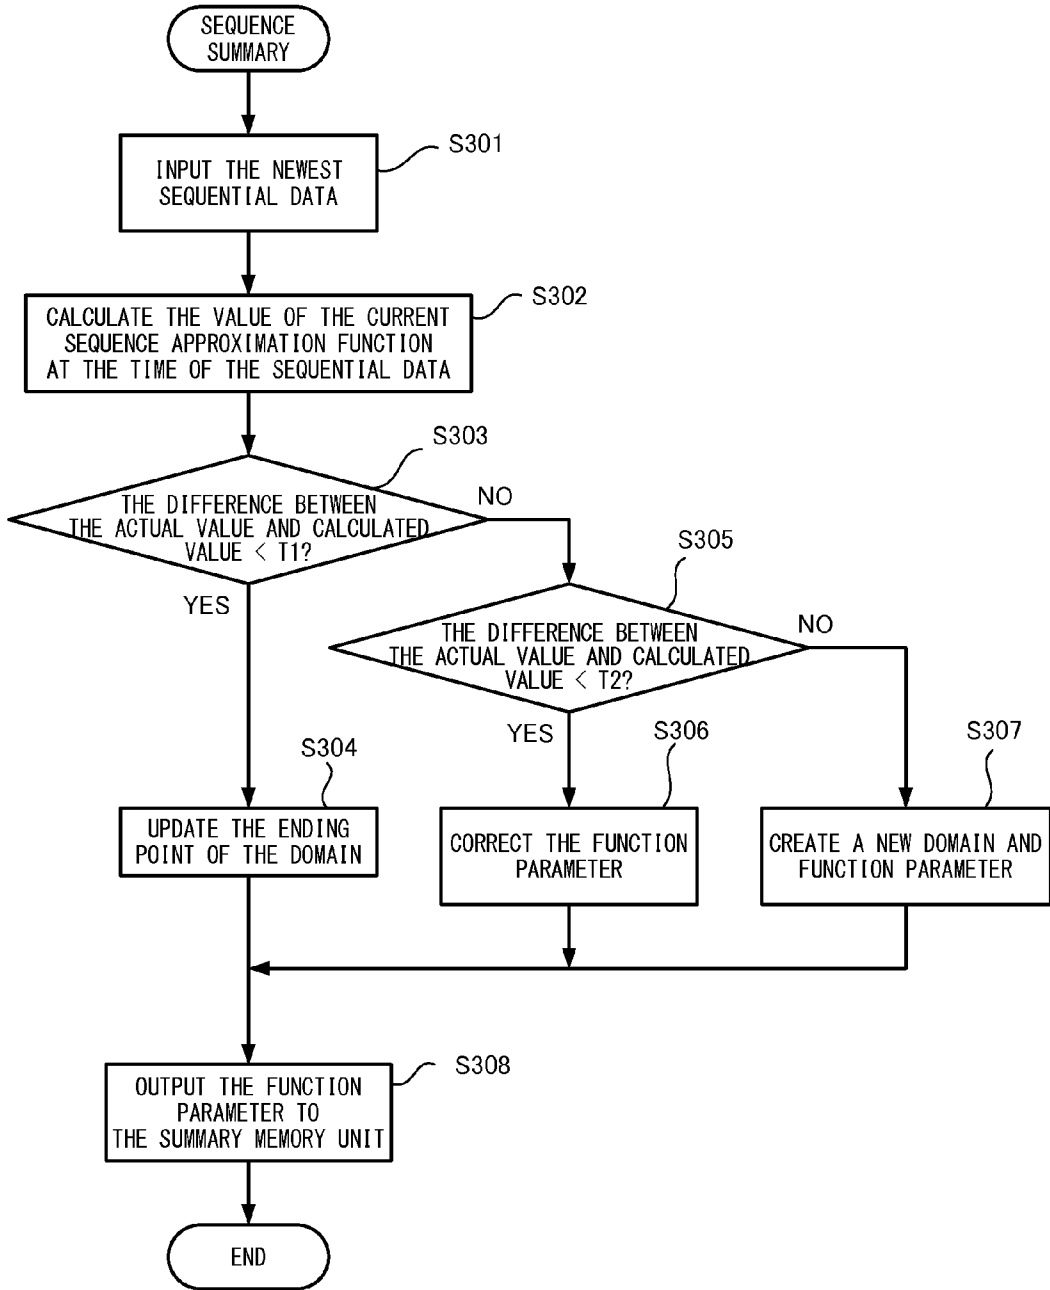 SEQUENCE
SUMMARY
S301
INPUT THE NEWEST
SEQUENTIAL DATA
S302
CALCULATE THE VALUE OF THE CURRENT
SEQUENCE APPROXIMATION FUNCTION
AT THE TIME OF THE SEQUENTIAL DATA
S303
THE DIFFERENCE BETWEEN
THE ACTUAL VALUE AND CALCULATED
VALUE < T1?
NO
YES
S305
THE DIFFERENCE BETWEEN
THE ACTUAL VALUE AND CALCULATED
VALUE < T2?
NO
YES
S304
UPDATE THE ENDING
POINT OF THE DOMAIN
S306
CORRECT THE FUNCTION
PARAMETER
S307
CREATE A NEW DOMAIN AND
FUNCTION PARAMETER
S308
OUTPUT THE FUNCTION
PARAMETER TO
THE SUMMARY MEMORY UNIT
END